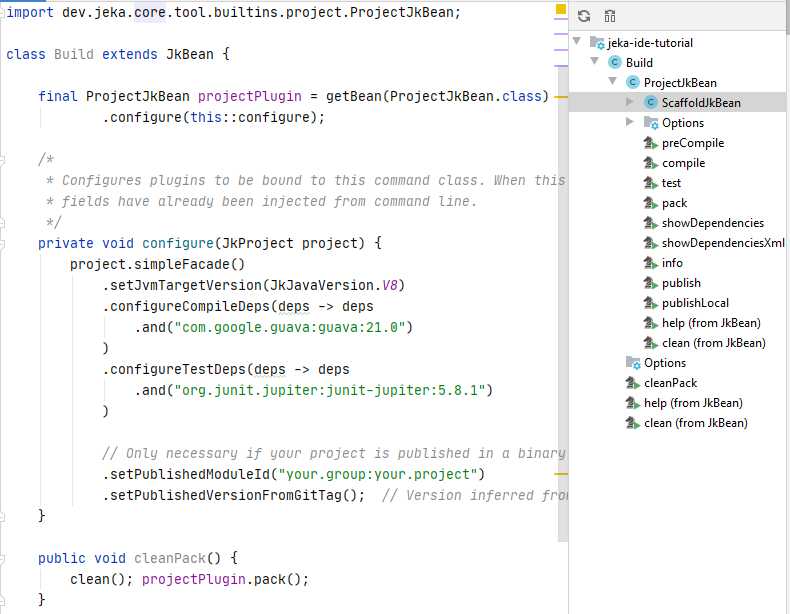 import dev.jeka.core.tool.builtins.project.ProjectJkBean;
class Build extends JkBean {
final ProjectJkBean projectPlugin = getBean(ProjectJkBean.class)
.configure(this::configure);
/*
* Configures plugins to be bound to this command class. When this
* fields have already been injected from command line.
*/
private void configure(JkProject project) {
project.simpleFacade()
.setJvmTargetVersion(JkJavaVersion.V8)
.configureCompileDeps(deps -> deps
.and("com.google.guava:guava:21.0")
)
.configureTestDeps(deps -> deps
.and("org.junit.jupiter:junit-jupiter:5.8.1")
)
// Only necessary if your project is published in a binary
.setPublishedModuleId("your.group:your.project")
.setPublishedVersionFromGitTag();  // Version inferred from
}
public void cleanPack() {
clean(); projectPlugin.pack();
}
jeka-ide-tutorial
C Build
C ProjectJkBean
C ScaffoldJkBean
Options
preCompile
compile
test
pack
showDependencies
showDependenciesXml
info
publish
publishLocal
help (from JkBean)
clean (from JkBean)
Options
cleanPack
help (from JkBean)
clean (from JkBean)